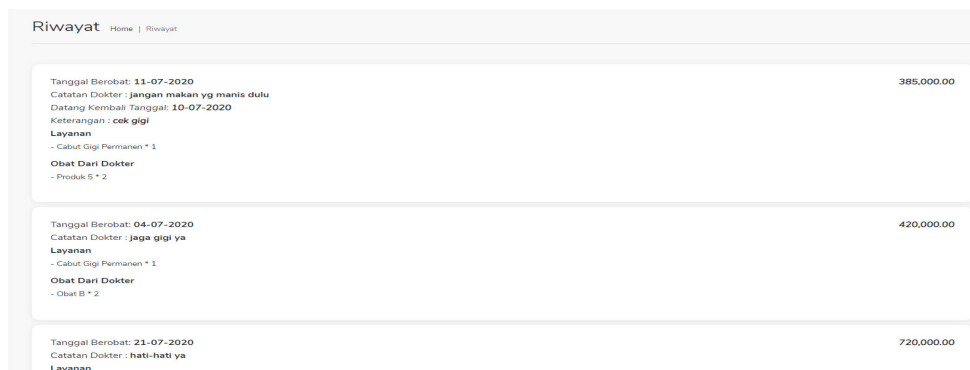 Riwayat Home | Riwayat
Tanggal Berobat: 11-07-2020 385,000.00
Catatan Dokter : jangan makan yg manis dulu
Datang Kembali Tanggal: 10-07-2020
Keterangan : cek gigi
Layanan
- Cabut Gigi Permanen * 1
Obat Dari Dokter
- Produk 5 * 2
Tanggal Berobat: 04-07-2020 420,000.00
Catatan Dokter : jaga gigi ya
Layanan
- Cabut Gigi Permanen * 1
Obat Dari Dokter
- Obat B * 2
Tanggal Berobat: 21-07-2020 720,000.00
Catatan Dokter : hati-hati ya
Layanan